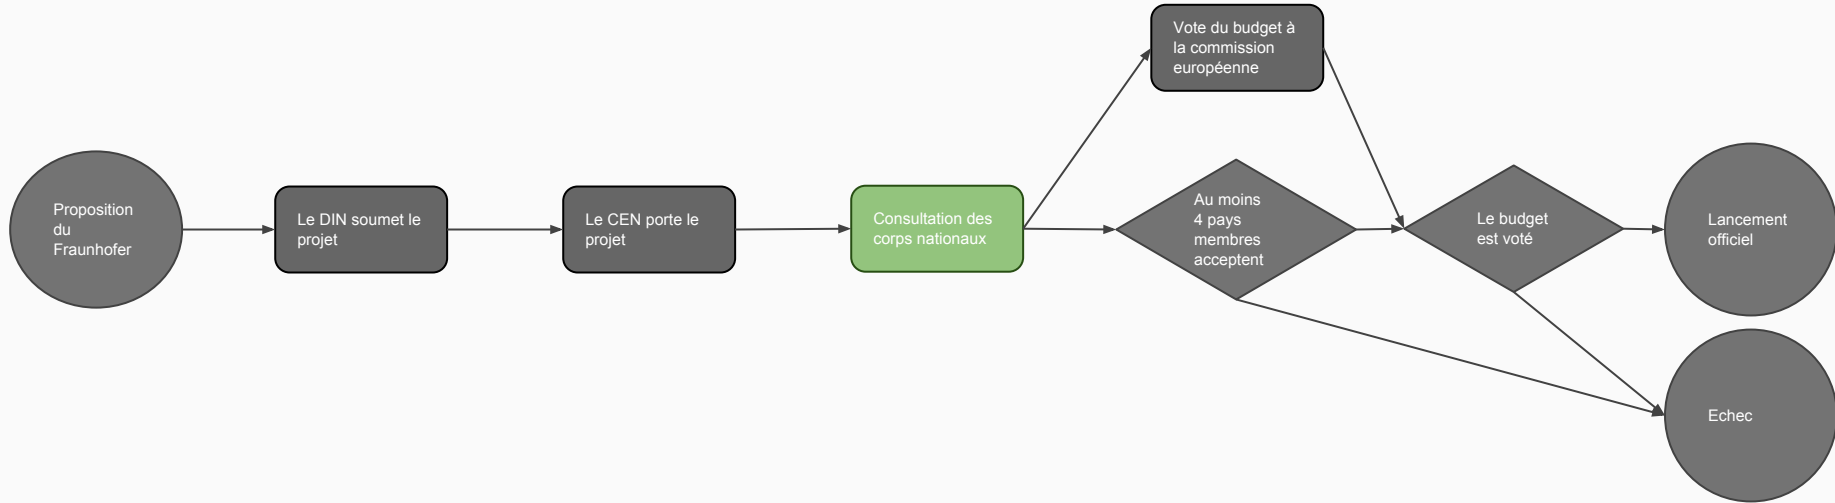 Proposition
du
Fraunhofer
Le DIN soumet le
projet
Le CEN porte le
projet
Consultation des
corps nationaux
Vote du budget à
la commission
européenne
Au moins
4 pays
membres
acceptent
Le budget
est voté
Lancement
officiel
Echec